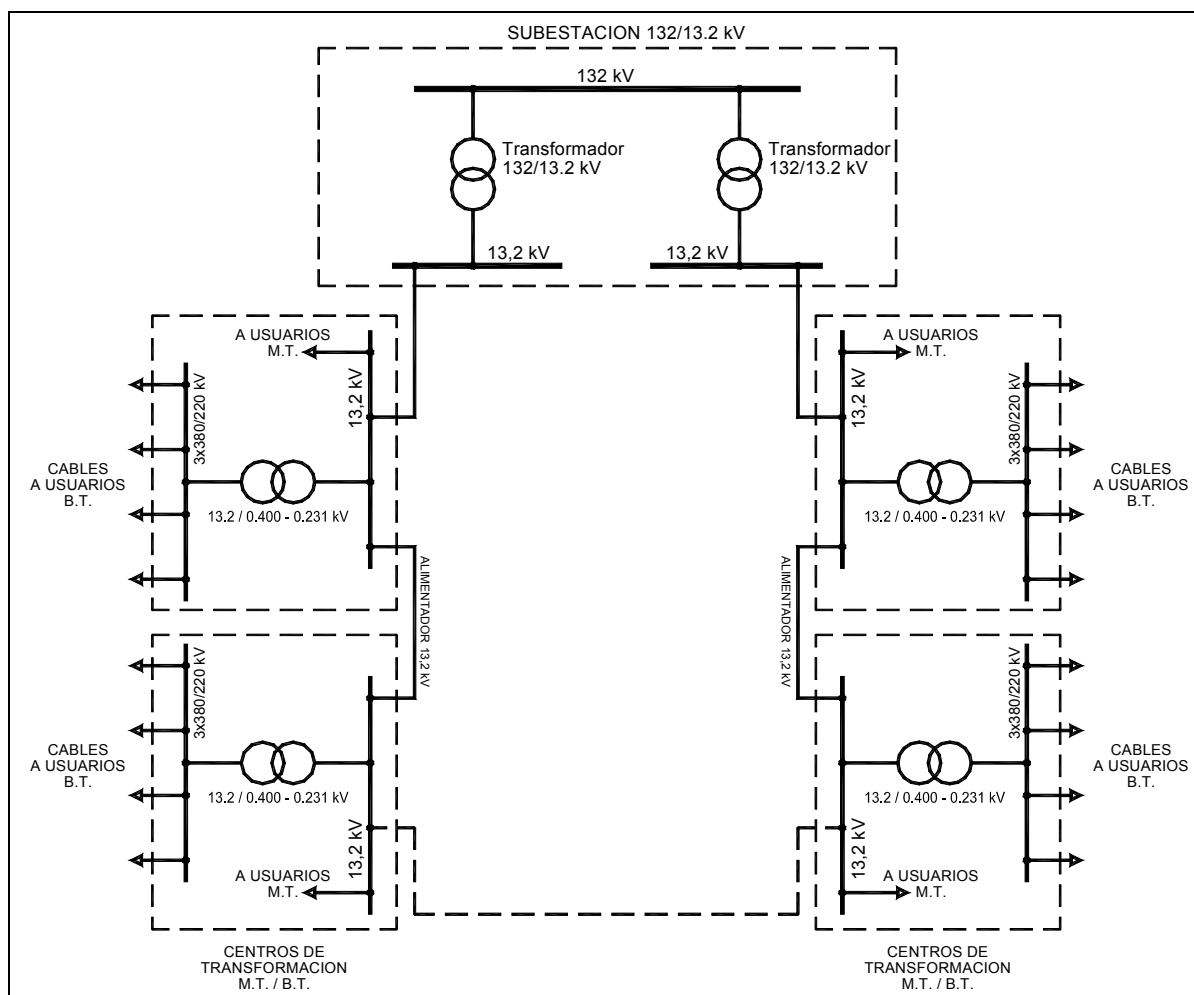 SUBESTACION 132/13.2 kV
132 kV
Transformador
132/13.2 kV
Transformador
132/13.2 kV
13,2 kV
13,2 kV
A USUARIOS
M.T.
13,2 kV
3x380/220 kV
CABLES
A USUARIOS
B.T.
13.2 / 0.400 - 0.231 kV
A USUARIOS
M.T.
13,2 kV
3x380/220 kV
CABLES
A USUARIOS
B.T.
13.2 / 0.400 - 0.231 kV
ALIMENTADOR 13,2 kV
ALIMENTADOR 13,2 kV
3x380/220 kV
CABLES
A USUARIOS
B.T.
13.2 / 0.400 - 0.231 kV
13,2 kV
A USUARIOS
M.T.
3x380/220 kV
CABLES
A USUARIOS
B.T.
13.2 / 0.400 - 0.231 kV
13,2 kV
A USUARIOS
M.T.
CENTROS DE
TRANSFORMACION
M.T. / B.T.
CENTROS DE
TRANSFORMACION
M.T. / B.T.